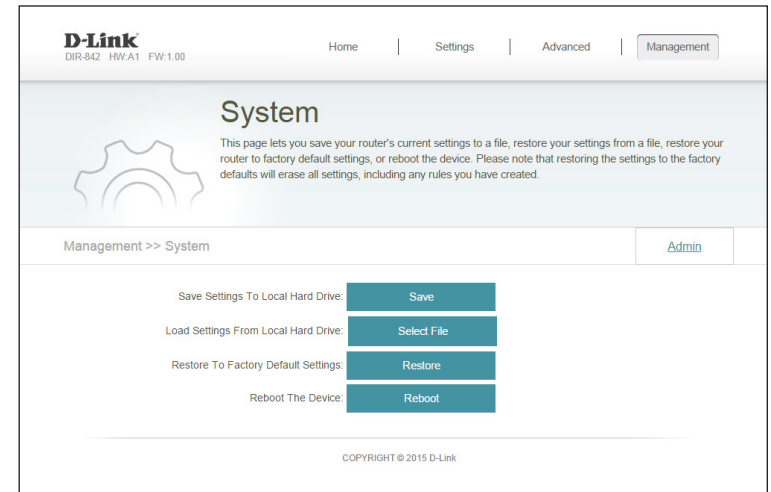 D-Link
DIR-842 HW:A1 FW:1.00
Home | Settings | Advanced | Management
System
This page lets you save your router's current settings to a file, restore your settings from a file, restore your
router to factory default settings, or reboot the device. Please note that restoring the settings to the factory
defaults will erase all settings, including any rules you have created.
Management >> System Admin
Save Settings To Local Hard Drive: Save
Load Settings From Local Hard Drive: Select File
Restore To Factory Default Settings: Restore
Reboot The Device: Reboot
COPYRIGHT © 2015 D-Link